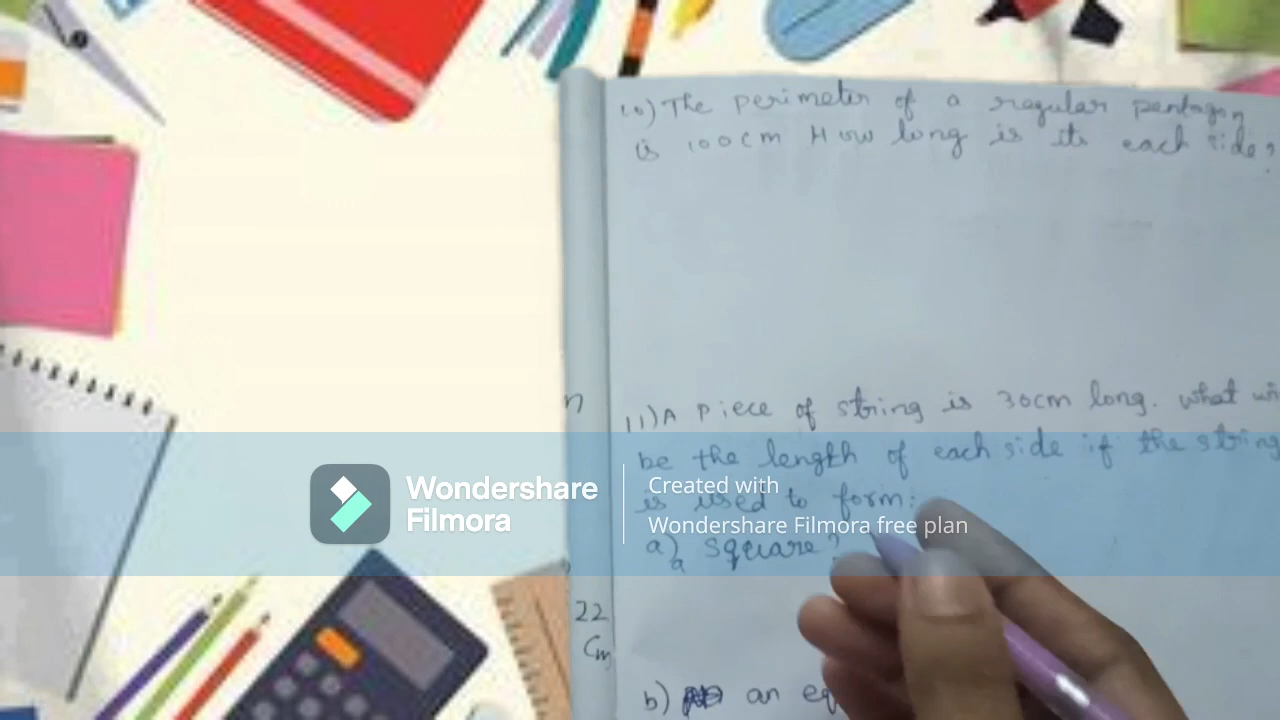 10) The perimeter of a regular pentagon
is 100cm How long is its each side?
n
11) A piece of string is 30cm long. what wi
be the length of each side if the string
is used to form:
a) a square?
22
Cm
b) an eq
Wondershare
Filmora
Created with
Wondershare Filmora free plan